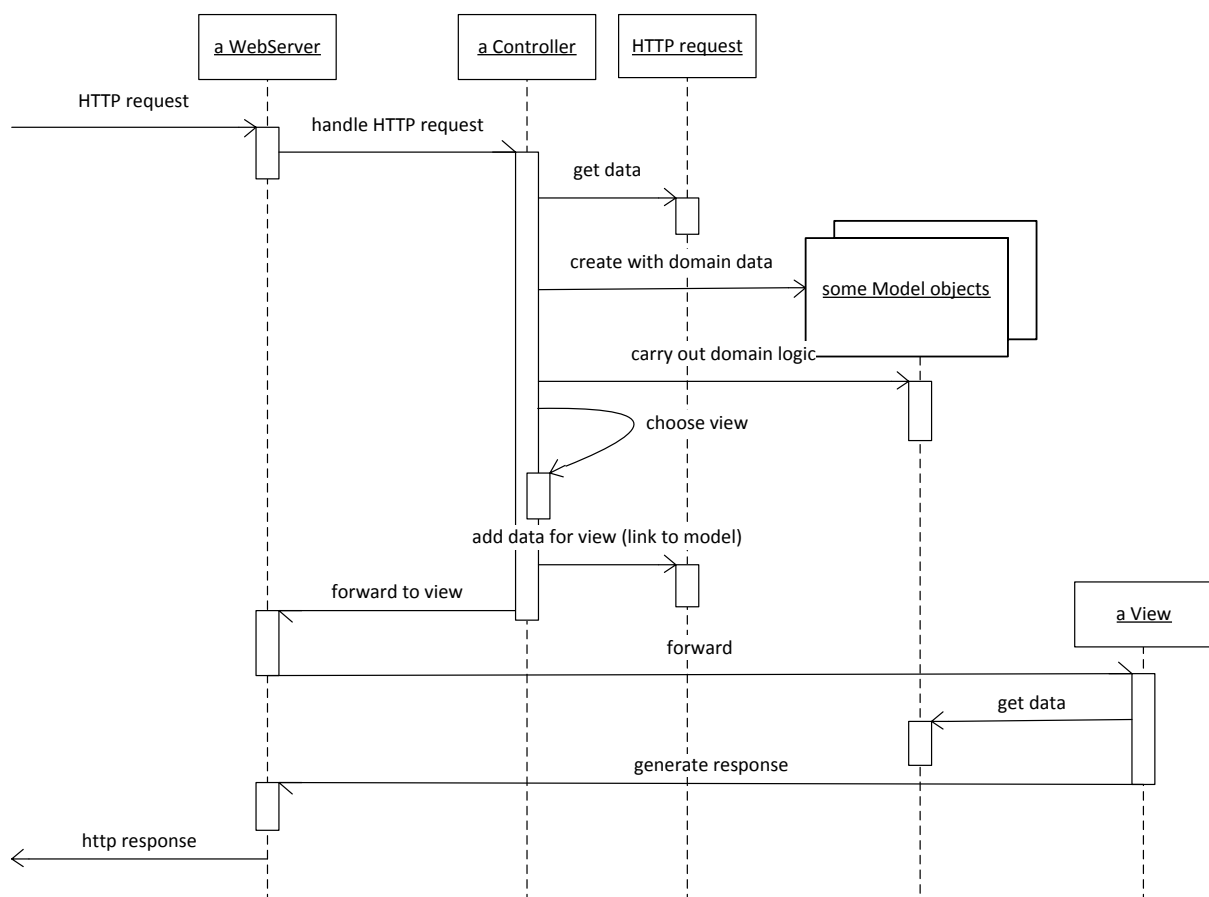 a WebServer
a Controller
HTTP request
HTTP request
handle HTTP request
get data
create with domain data
some Model objects
carry out domain logic
choose view
add data for view (link to model)
forward to view
a View
forward
get data
generate response
http response